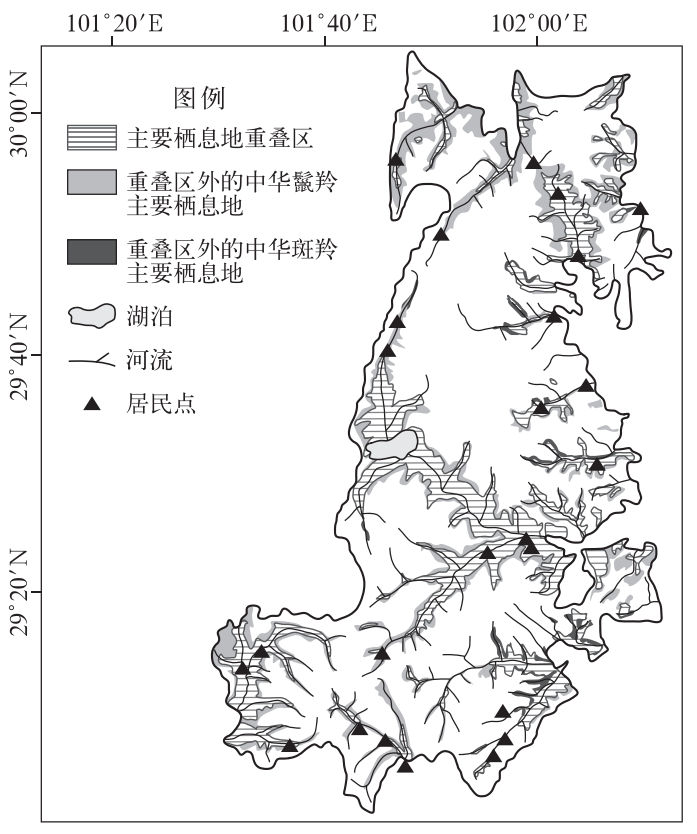 101°20′E 101°40′E 102°00′E
30°00′N
29°40′N
29°20′N
图例
主要栖息地重叠区
重叠区外的中华鬣羚
主要栖息地
重叠区外的中华斑羚
主要栖息地
湖泊
河流
居民点